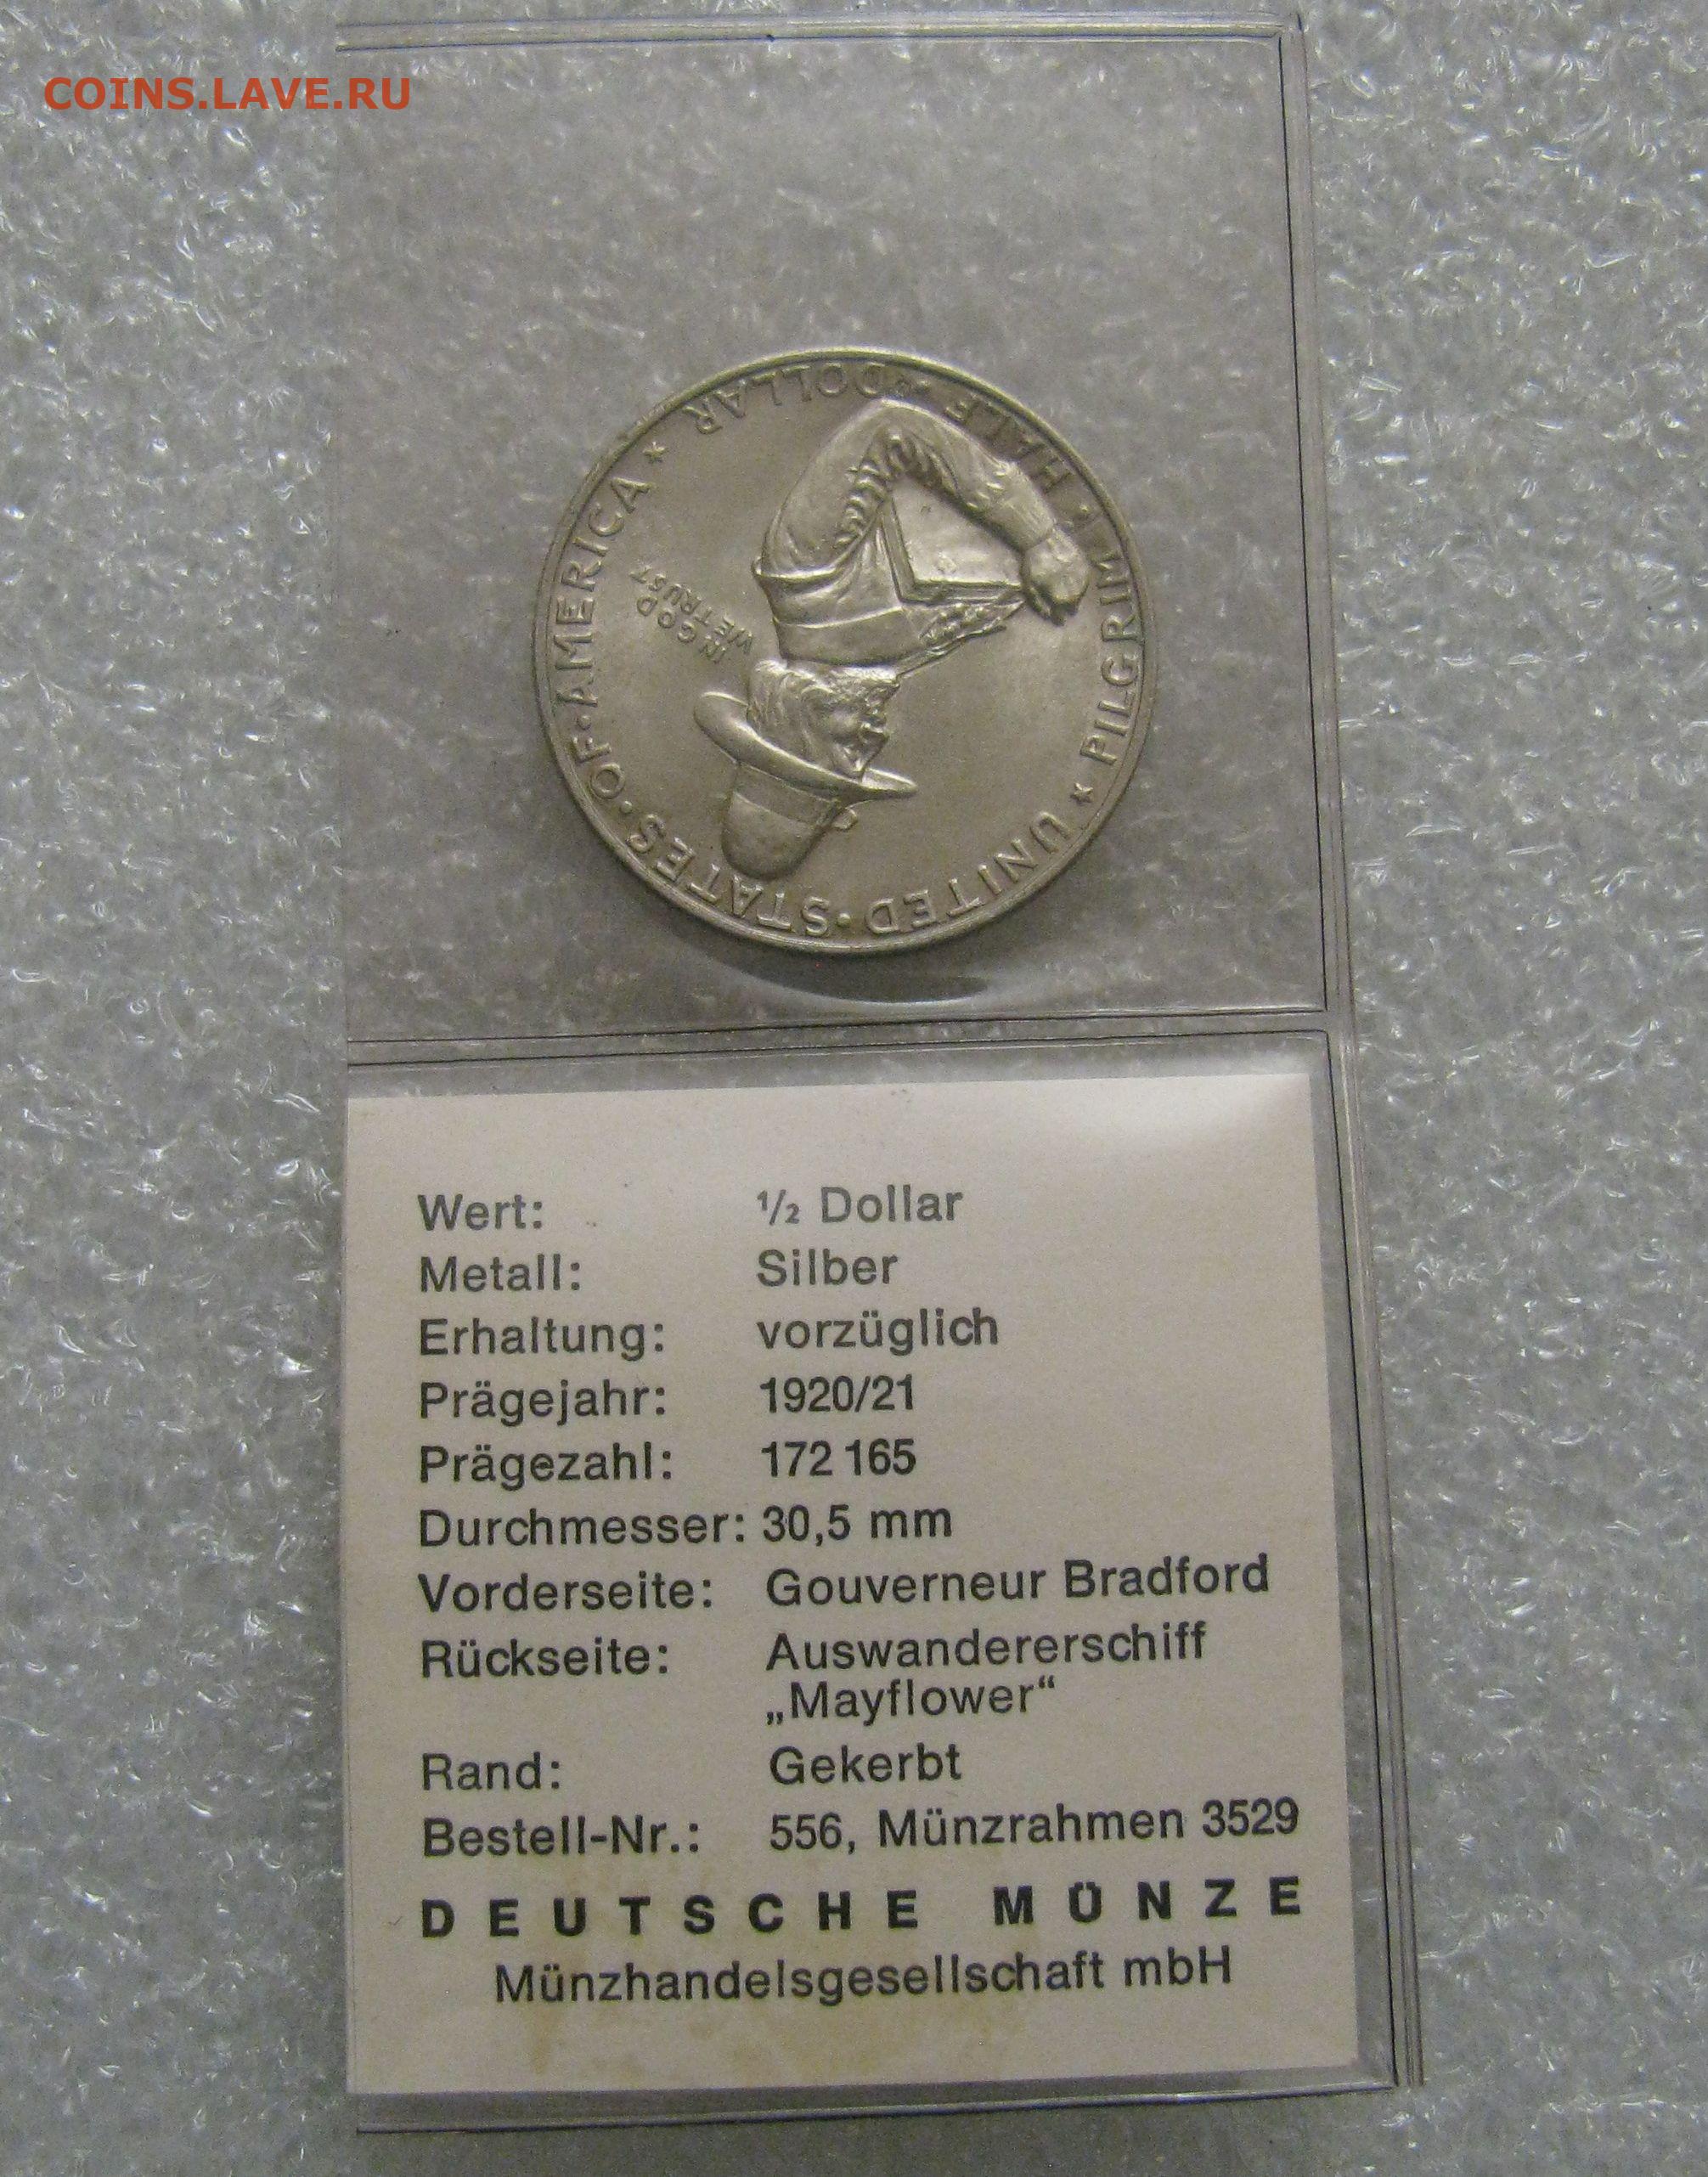 COINS.LAVE.RU
UNITED·STATES·OF·AMERICA
PILGRIM·HALF·DOLLAR
IN GOD
WE TRUST
Wert: ½ Dollar
Metall: Silber
Erhaltung: vorzüglich
Prägejahr: 1920/21
Prägezahl: 172 165
Durchmesser: 30,5 mm
Vorderseite: Gouverneur Bradford
Rückseite: Auswandererschiff
„Mayflower“
Rand: Gekerbt
Bestell-Nr.: 556, Münzrahmen 3529
DEUTSCHE MÜNZE
Münzhandelsgesellschaft mbH